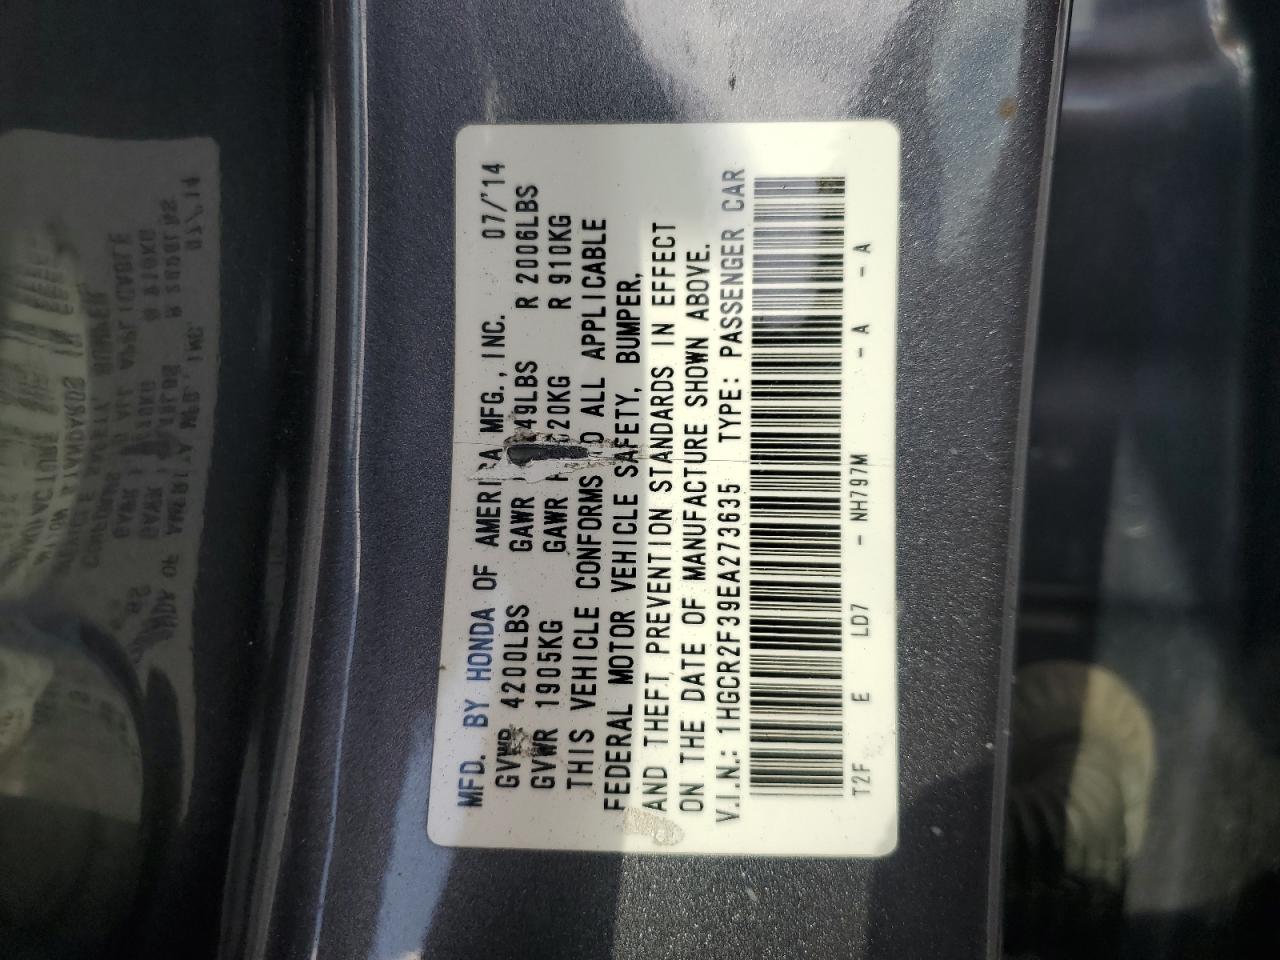 MFD. BY HONDA OF AMERICA MFG., INC. 07/'14
GVWR 4200LBS GAWR 49LBS R 2006LBS
GVWR 1905KG GAWR F 20KG R 910KG
THIS VEHICLE CONFORMS TO ALL APPLICABLE
FEDERAL MOTOR VEHICLE SAFETY, BUMPER,
AND THEFT PREVENTION STANDARDS IN EFFECT
ON THE DATE OF MANUFACTURE SHOWN ABOVE.
V.I.N.: 1HGCR2F39EA273635 TYPE: PASSENGER CAR
T2F E LD7 - NH797M - A - A